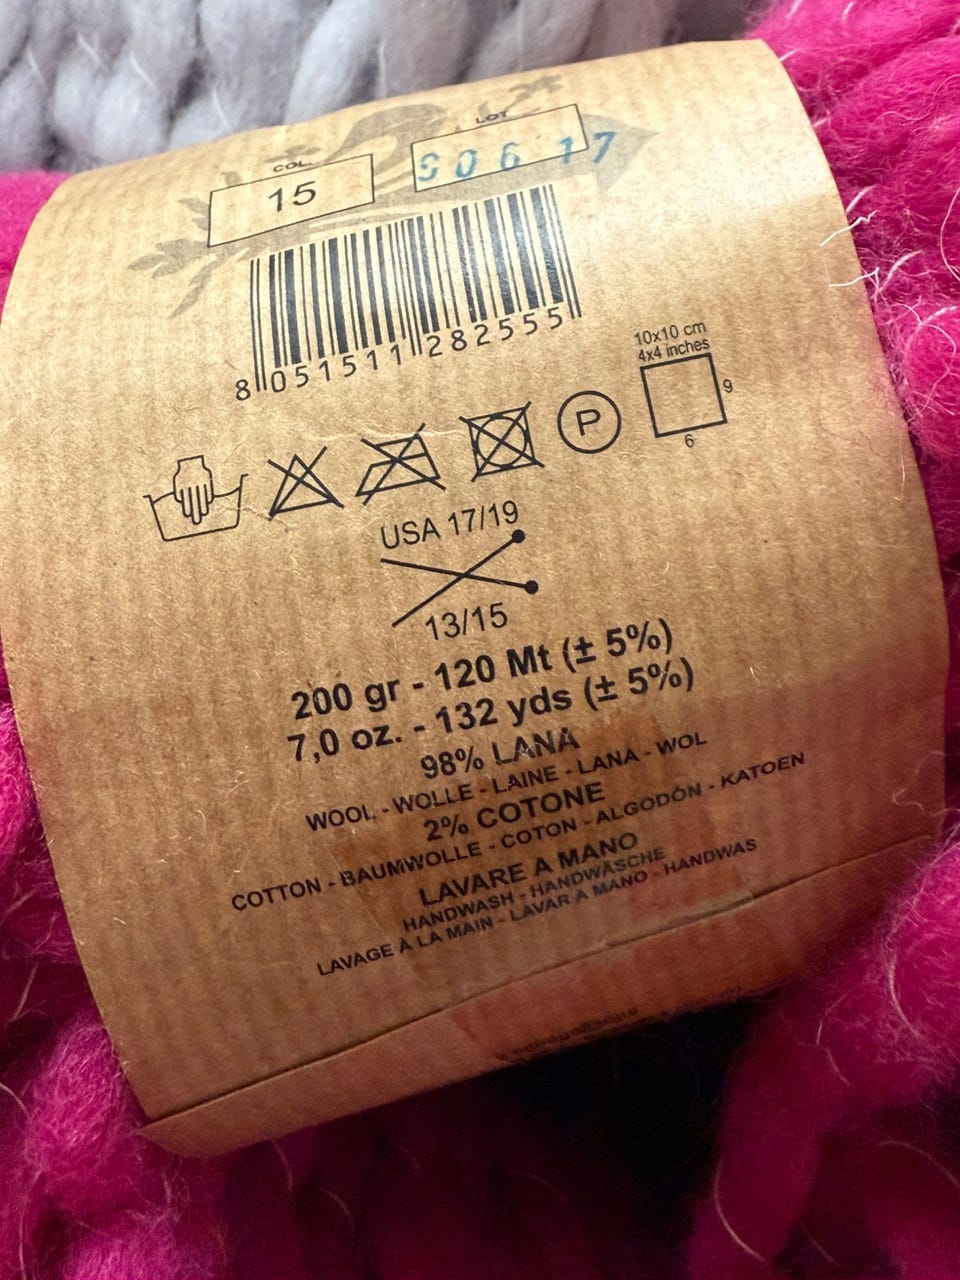 COL.
15
LOT
80617
8 051511 282555
10x10 cm
4x4 inches
9
6
P
USA 17/19
13/15
200 gr - 120 Mt (± 5%)
7,0 oz. - 132 yds (± 5%)
98% LANA
WOOL - WOLLE - LAINE - LANA - WOL
2% COTONE
COTTON - BAUMWOLLE - COTON - ALGODÓN - KATOEN
LAVARE A MANO
HANDWASH - HANDWÄSCHE
LAVAGE À LA MAIN - LAVAR A MANO - HANDWAS